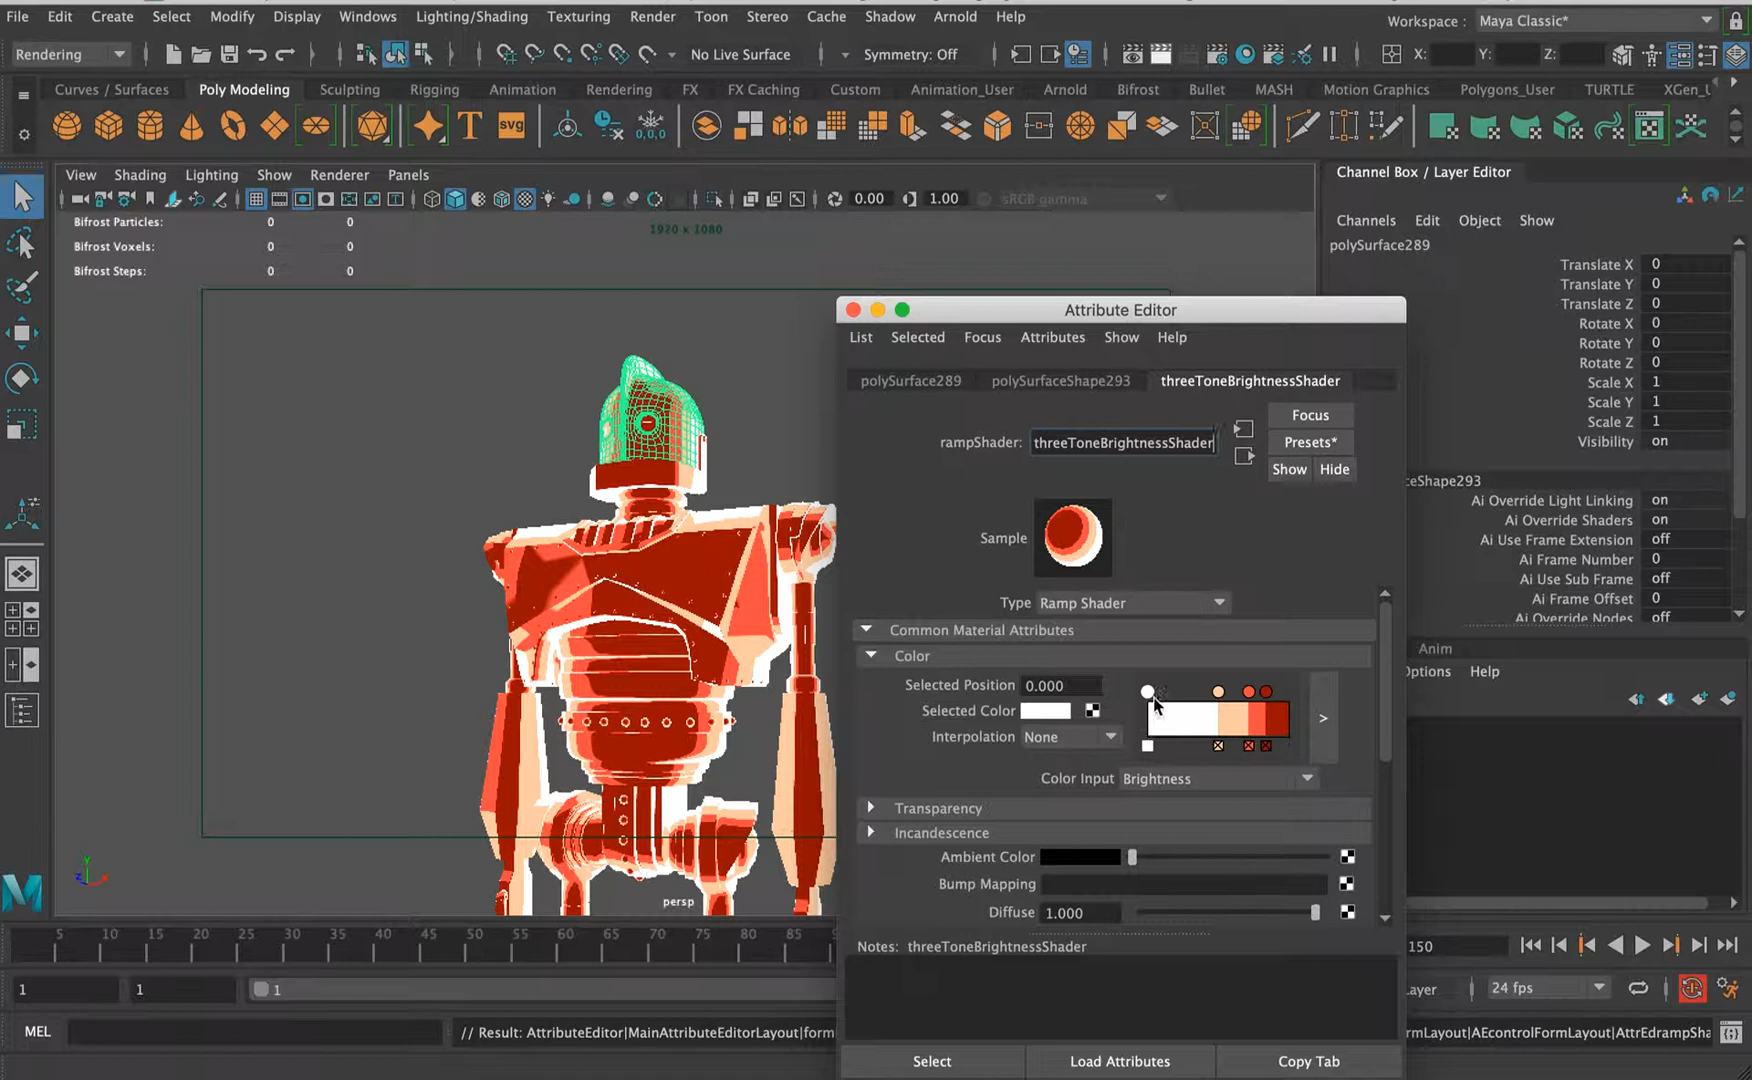 File Edit Create Select Modify Display Windows Lighting/Shading Texturing Render Toon Stereo Cache Shadow Arnold Help
Workspace : Maya Classic*
Rendering No Live Surface Symmetry: Off X: Y: Z:
Curves / Surfaces Poly Modeling Sculpting Rigging Animation Rendering FX FX Caching Custom Animation_User Arnold Bifrost Bullet MASH Motion Graphics Polygons_User TURTLE XGen_U
svg 0,0,0
View Shading Lighting Show Renderer Panels
0.00 1.00 sRGB gamma
Bifrost Particles: 0 0
Bifrost Voxels: 0 0
Bifrost Steps: 0 0
1920 x 1080
persp
Channel Box / Layer Editor
Channels Edit Object Show
polySurface289
Translate X 0
Translate Y 0
Translate Z 0
Rotate X 0
Rotate Y 0
Rotate Z 0
Scale X 1
Scale Y 1
Scale Z 1
Visibility on
ceShape293
Ai Override Light Linking on
Ai Override Shaders on
Ai Use Frame Extension off
Ai Frame Number 0
Ai Use Sub Frame off
Ai Frame Offset 0
Ai Override Nodes off
Anim
Options Help
Attribute Editor
List Selected Focus Attributes Show Help
polySurface289 polySurfaceShape293 threeToneBrightnessShader
rampShader: threeToneBrightnessShader
Focus
Presets*
Show Hide
Sample
Type Ramp Shader
Common Material Attributes
Color
Selected Position 0.000
Selected Color
Interpolation None
>
Color Input Brightness
Transparency
Incandescence
Ambient Color
Bump Mapping
Diffuse 1.000
Notes: threeToneBrightnessShader
Select Load Attributes Copy Tab
5 10 15 20 25 30 35 40 45 50 55 60 65 70 75 80 85
150
1 1 1
ayer 24 fps
MEL // Result: AttributeEditor|MainAttributeEditorLayout|form
rmLayout|AEcontrolFormLayout|AttrEdrampSha